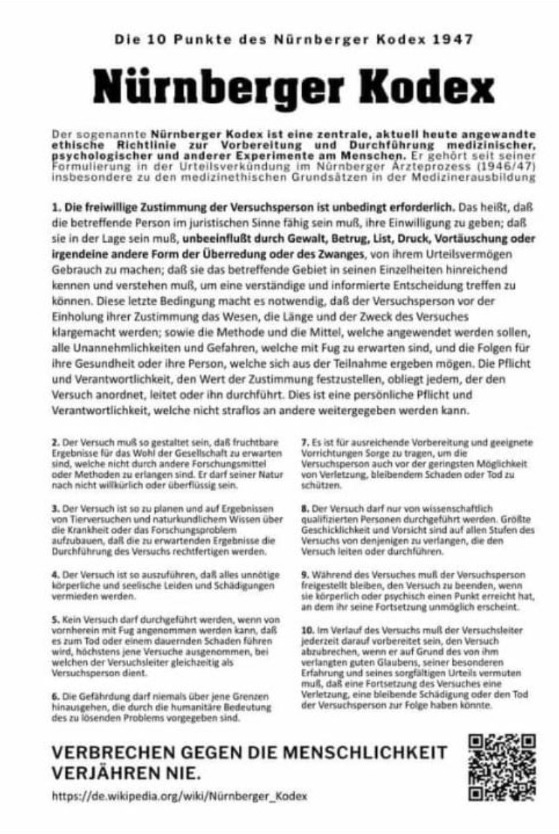 Die 10 Punkte des Nürnberger Kodex 1947
Nürnberger Kodex
Der sogenannte Nürnberger Kodex ist eine zentrale, aktuell heute angewandte
ethische Richtlinie zur Vorbereitung und Durchführung medizinischer,
psychologischer und anderer Experimente am Menschen. Er gehört seit seiner
Formulierung in der Urteilsverkündung im Nürnberger Ärzteprozess (1946/47)
insbesondere zu den medizinethischen Grundsätzen in der Medizinerausbildung
1. Die freiwillige Zustimmung der Versuchsperson ist unbedingt erforderlich. Das heißt, daß
die betreffende Person im juristischen Sinne fähig sein muß, ihre Einwilligung zu geben; daß
sie in der Lage sein muß, unbeeinflußt durch Gewalt, Betrug, List, Druck, Vortäuschung oder
irgendeine andere Form der Überredung oder des Zwanges, von ihrem Urteilsvermögen
Gebrauch zu machen; daß sie das betreffende Gebiet in seinen Einzelheiten hinreichend
kennen und verstehen muß, um eine verständige und informierte Entscheidung treffen zu
können. Diese letzte Bedingung macht es notwendig, daß der Versuchsperson vor der
Einholung ihrer Zustimmung das Wesen, die Länge und der Zweck des Versuches
klargemacht werden; sowie die Methode und die Mittel, welche angewendet werden sollen,
alle Unannehmlichkeiten und Gefahren, welche mit Fug zu erwarten sind, und die Folgen für
ihre Gesundheit oder ihre Person, welche sich aus der Teilnahme ergeben mögen. Die Pflicht
und Verantwortlichkeit, den Wert der Zustimmung festzustellen, obliegt jedem, der den
Versuch anordnet, leitet oder ihn durchführt. Dies ist eine persönliche Pflicht und
Verantwortlichkeit, welche nicht straflos an andere weitergegeben werden kann.
2. Der Versuch muß so gestaltet sein, daß fruchtbare
Ergebnisse für das Wohl der Gesellschaft zu erwarten
sind, welche nicht durch andere Forschungsmittel
oder Methoden zu erlangen sind. Er darf seiner Natur
nach nicht willkürlich oder überflüssig sein.
3. Der Versuch ist so zu planen und auf Ergebnissen
von Tierversuchen und naturkundlichem Wissen über
die Krankheit oder das Forschungsproblem
aufzubauen, daß die zu erwartenden Ergebnisse die
Durchführung des Versuchs rechtfertigen werden.
4. Der Versuch ist so auszuführen, daß alles unnötige
körperliche und seelische Leiden und Schädigungen
vermieden werden.
5. Kein Versuch darf durchgeführt werden, wenn von
vornherein mit Fug angenommen werden kann, daß
es zum Tod oder einem dauernden Schaden führen
wird, höchstens jene Versuche ausgenommen, bei
welchen der Versuchsleiter gleichzeitig als
Versuchsperson dient.
6. Die Gefährdung darf niemals über jene Grenzen
hinausgehen, die durch die humanitäre Bedeutung
des zu lösenden Problems vorgegeben sind.
7. Es ist für ausreichende Vorbereitung und geeignete
Vorrichtungen Sorge zu tragen, um die
Versuchsperson auch vor der geringsten Möglichkeit
von Verletzung, bleibendem Schaden oder Tod zu
schützen.
8. Der Versuch darf nur von wissenschaftlich
qualifizierten Personen durchgeführt werden. Größte
Geschicklichkeit und Vorsicht sind auf allen Stufen des
Versuchs von denjenigen zu verlangen, die den
Versuch leiten oder durchführen.
9. Während des Versuches muß der Versuchsperson
freigestellt bleiben, den Versuch zu beenden, wenn
sie körperlich oder psychisch einen Punkt erreicht hat,
an dem ihr seine Fortsetzung unmöglich erscheint.
10. Im Verlauf des Versuchs muß der Versuchsleiter
jederzeit darauf vorbereitet sein, den Versuch
abzubrechen, wenn er auf Grund des von ihm
verlangten guten Glaubens, seiner besonderen
Erfahrung und seines sorgfältigen Urteils vermuten
muß, daß eine Fortsetzung des Versuches eine
Verletzung, eine bleibende Schädigung oder den Tod
der Versuchsperson zur Folge haben könnte.
VERBRECHEN GEGEN DIE MENSCHLICHKEIT
VERJÄHREN NIE.
https://de.wikipedia.org/wiki/Nürnberger_Kodex